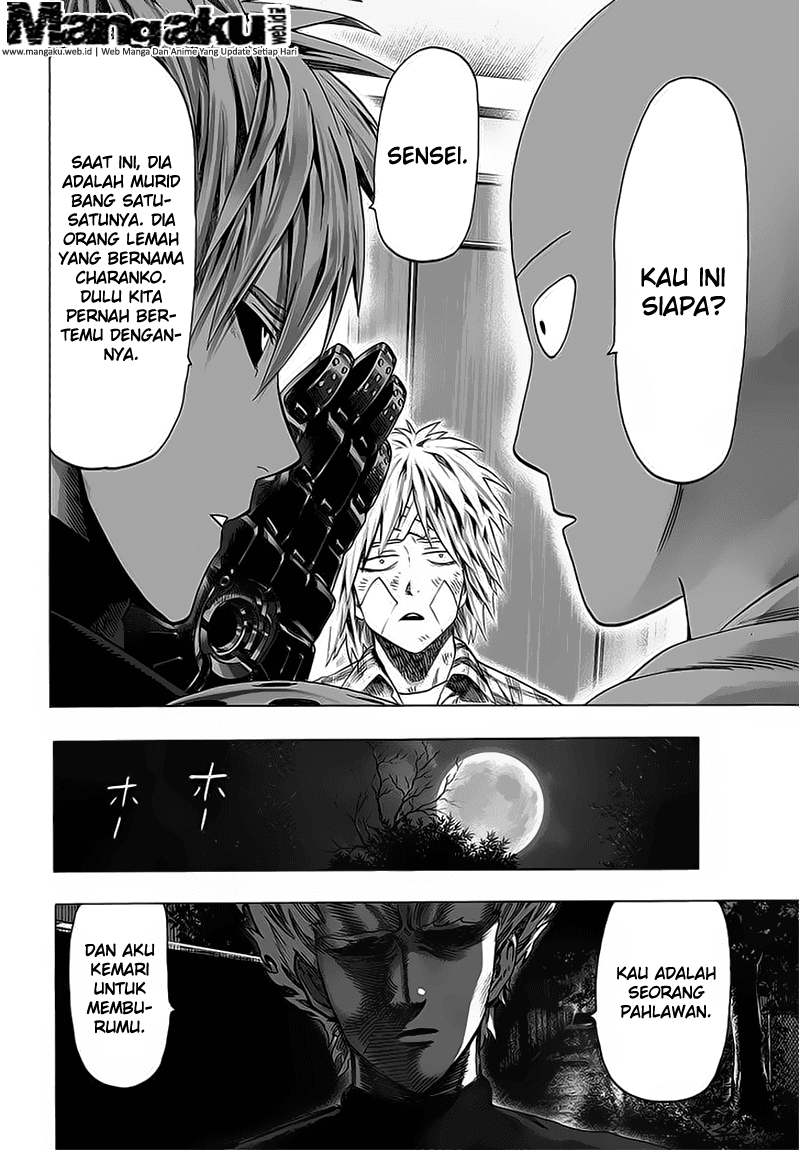 Mangaku
Zproew
www.mangaku.web.id | Web Manga Dan Anime Yang Update Setiap Hari
KAU INI
SIAPA?
SENSEI.
SAAT INI, DIA
ADALAH MURID
BANG SATU-
SATUNYA. DIA
ORANG LEMAH
YANG BERNAMA
CHARANKO.
DULU KITA
PERNAH BER-
TEMU DENGAN-
NYA.
ホー
ホー
KAU ADALAH
SEORANG
PAHLAWAN.
DAN AKU
KEMARI
UNTUK
MEMBU-
RUMU.